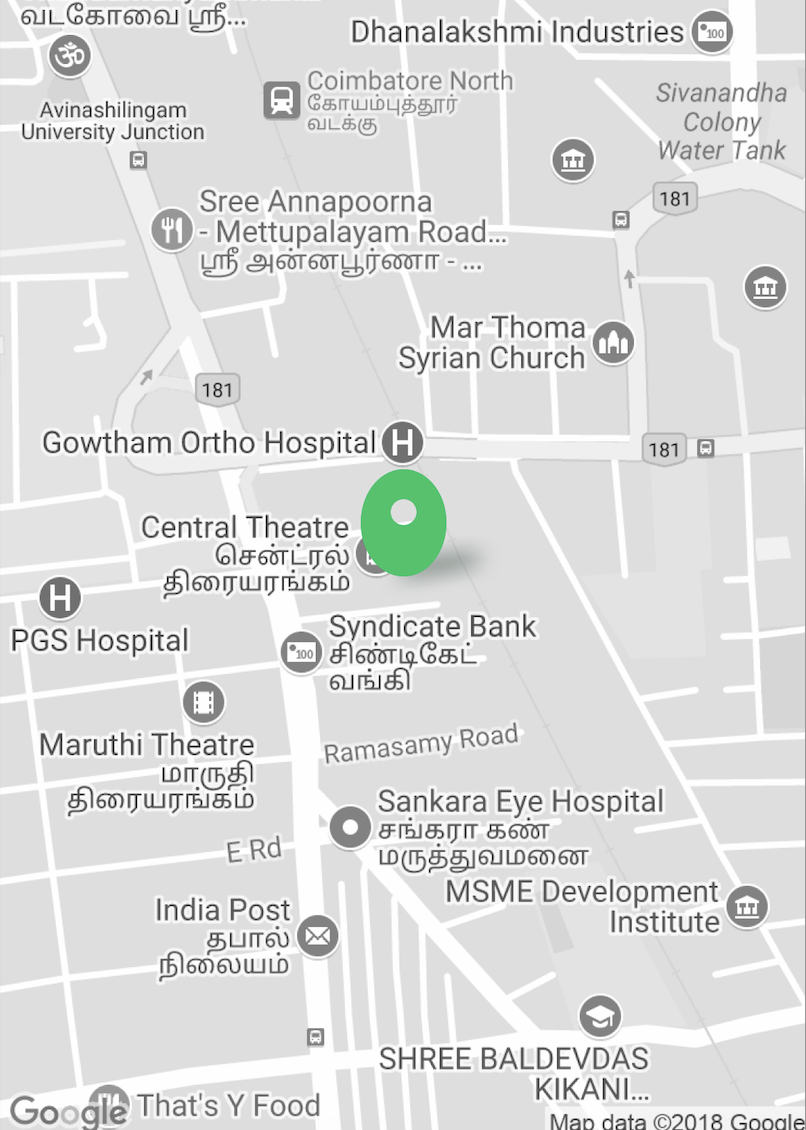 வடகோவை ஸ்ரீ...
Dhanalakshmi Industries
Coimbatore North
கோயம்புத்தூர்
வடக்கு
Sivanandha
Colony
Water Tank
Avinashilingam
University Junction
181
Sree Annapoorna
- Mettupalayam Road...
ஸ்ரீ அன்னபூர்ணா - ...
Mar Thoma
Syrian Church
181
Gowtham Ortho Hospital
H
181
Central Theatre
சென்ட்ரல்
திரையரங்கம்
H
PGS Hospital
Syndicate Bank
சிண்டிகேட்
வங்கி
Maruthi Theatre
மாருதி
திரையரங்கம்
Ramasamy Road
Sankara Eye Hospital
சங்கரா கண்
மருத்துவமனை
E Rd
MSME Development
Institute
India Post
தபால்
நிலையம்
SHREE BALDEVDAS
KIKANI...
That's Y Food
Google
Map data ©2018 Google